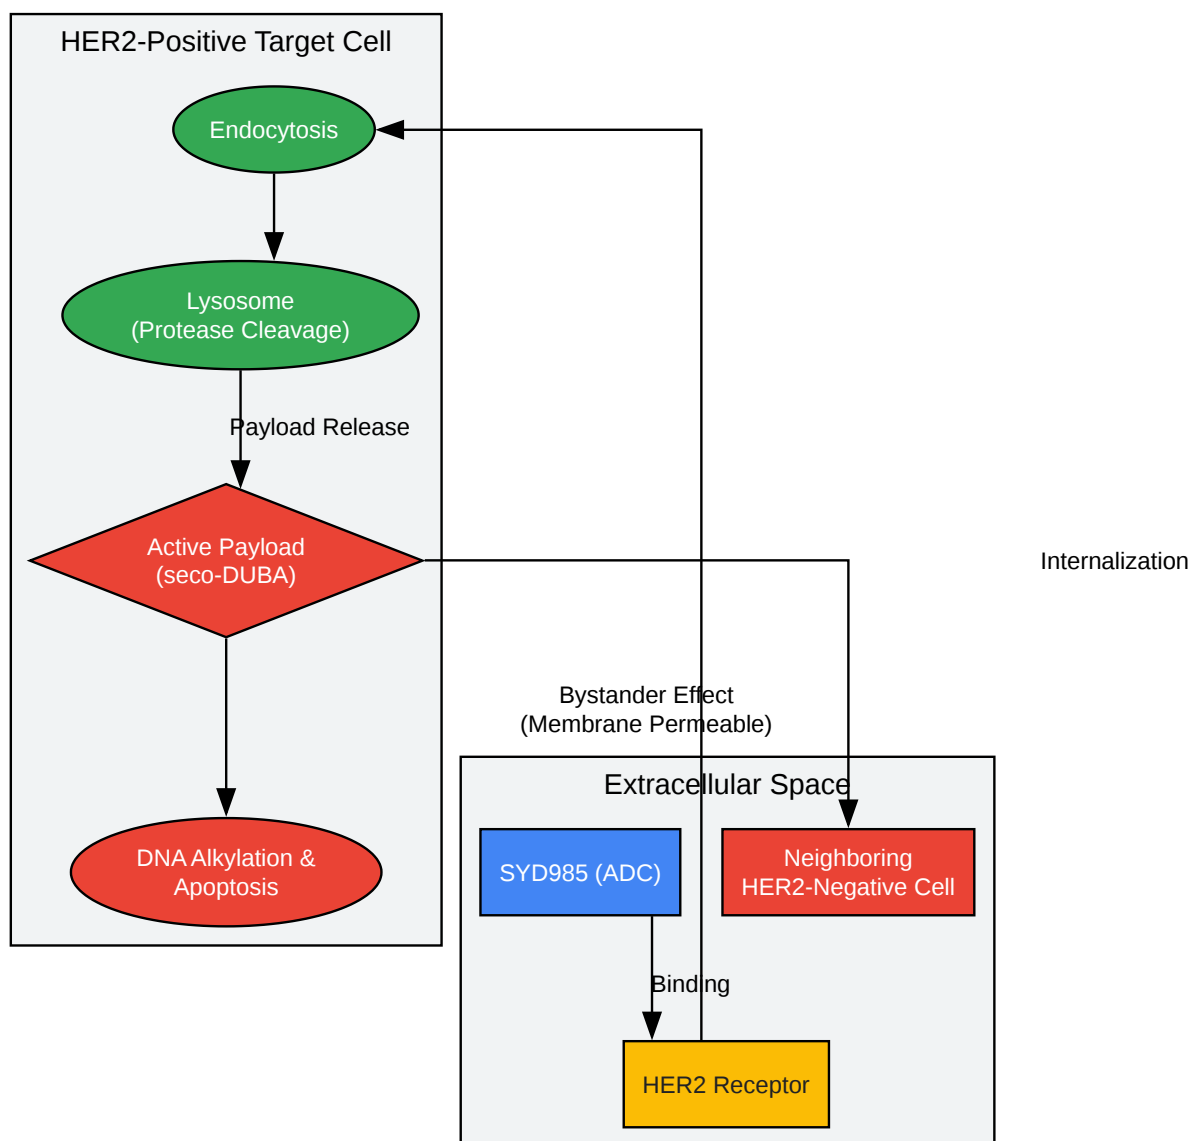 HER2-Positive Target Cell
Endocytosis
Lysosome
(Protease Cleavage)
Payload Release
Active Payload
(seco-DUBA)
Internalization
Bystander Effect
(Membrane Permeable)
Extracellular Space
SYD985 (ADC)
Neighboring
HER2-Negative Cell
DNA Alkylation &
Apoptosis
Binding
HER2 Receptor